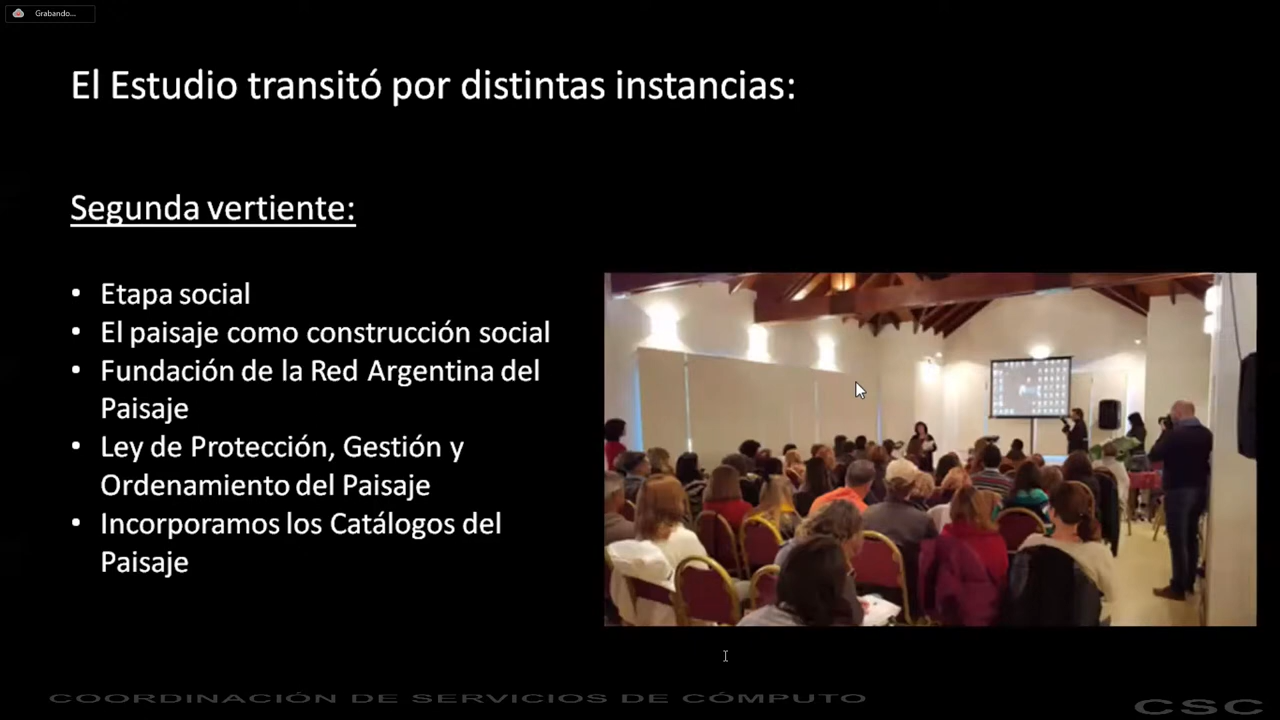 Grabando...
El Estudio transitó por distintas instancias:
Segunda vertiente:
• Etapa social
• El paisaje como construcción social
• Fundación de la Red Argentina del
Paisaje
• Ley de Protección, Gestión y
Ordenamiento del Paisaje
• Incorporamos los Catálogos del
Paisaje
COORDINACIÓN DE SERVICIOS DE CÓMPUTO
CSC